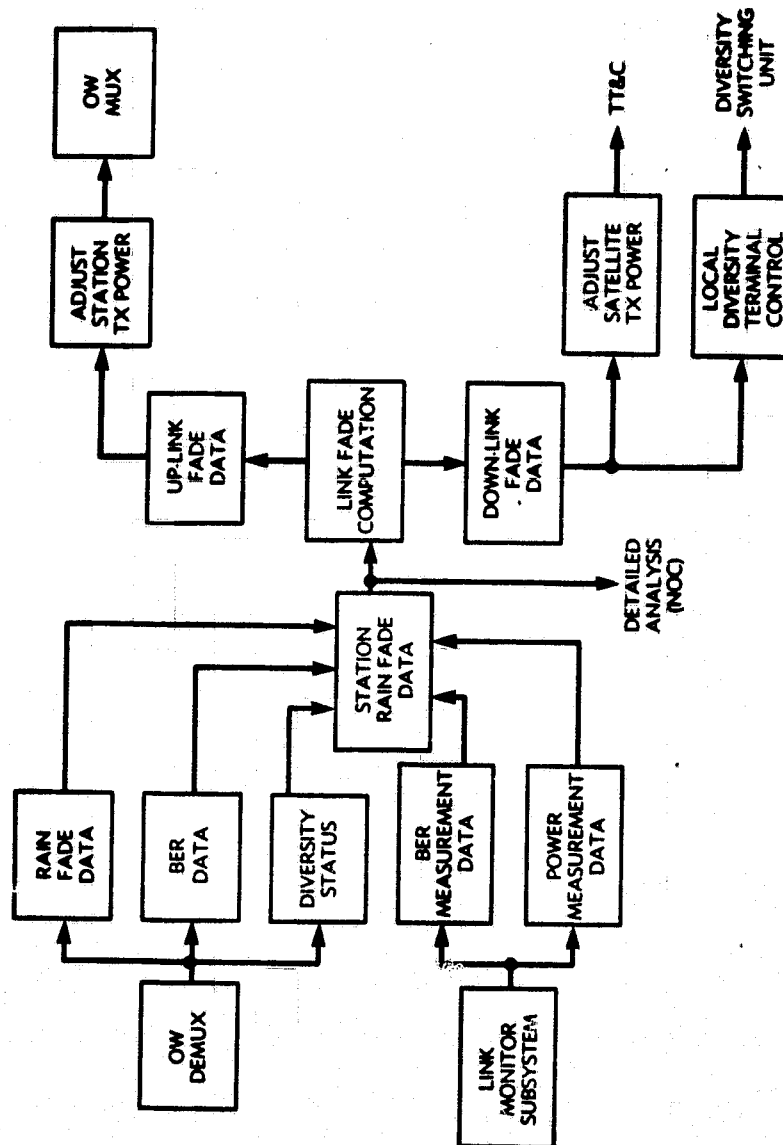 OW
DEMUX
LINK
MONITOR
SUBSYSTEM
RAIN
FADE
DATA
BER
DATA
DIVERSITY
STATUS
BER
MEASUREMENT
DATA
POWER
MEASUREMENT
DATA
STATION
RAIN FADE
DATA
DETAILED
ANALYSIS
(NOC)
UP-LINK
FADE
DATA
LINK FADE
COMPUTATION
DOWN-LINK
FADE
DATA
ADJUST
STATION
TX POWER
OW
MUX
ADJUST
SATELLITE
TX POWER
TT&C
LOCAL
DIVERSITY
TERMINAL
CONTROL
DIVERSITY
SWITCHING
UNIT